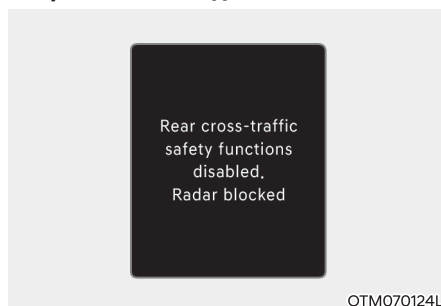 Rear cross-traffic
safety functions
disabled.
Radar blocked
OTM070124L